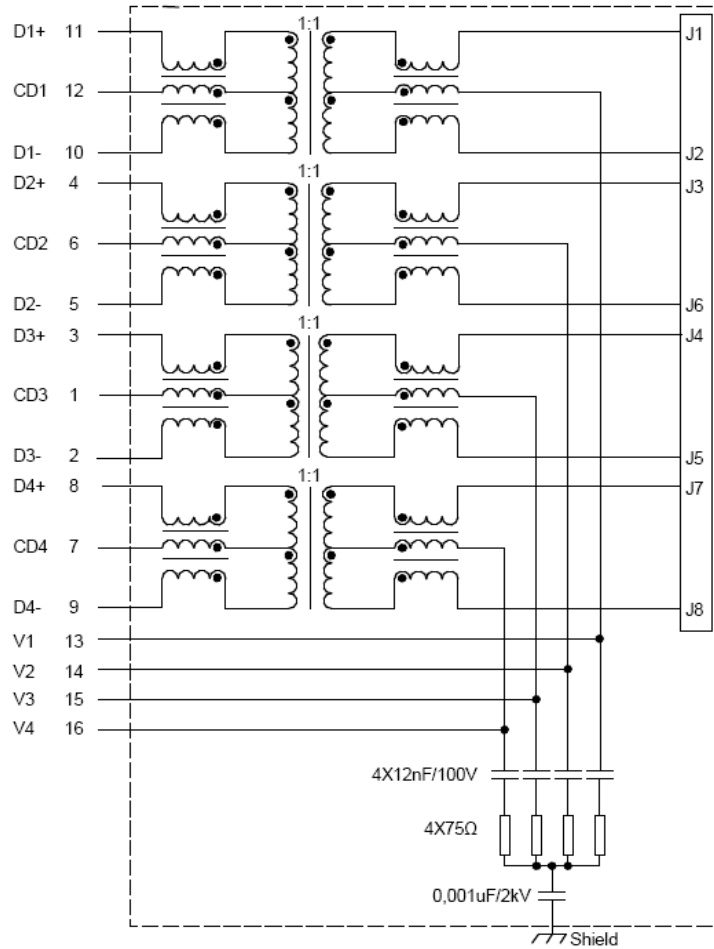 1:1
D1+ 11 J1
CD1 12
D1- 10 J2
1:1
D2+ 4 J3
CD2 6
D2- 5 J6
1:1
D3+ 3 J4
CD3 1
D3- 2 J5
1:1
D4+ 8 J7
CD4 7
D4- 9 J8
V1 13
V2 14
V3 15
V4 16
4X12nF/100V
4X75Ω
0,001uF/2kV
Shield